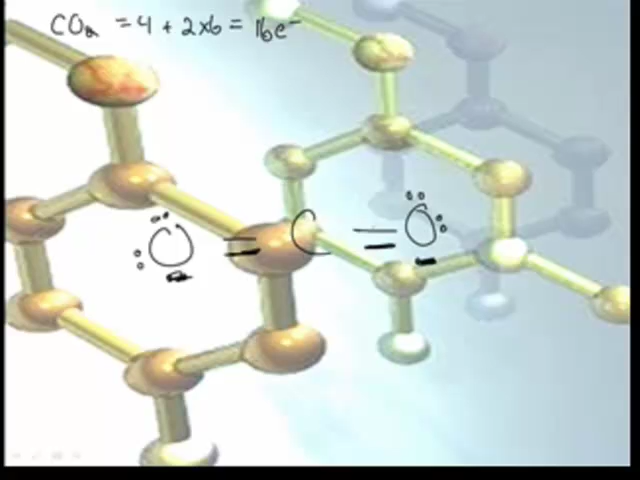 CO₂ = 4 + 2x6 = 16e⁻
O = C = O